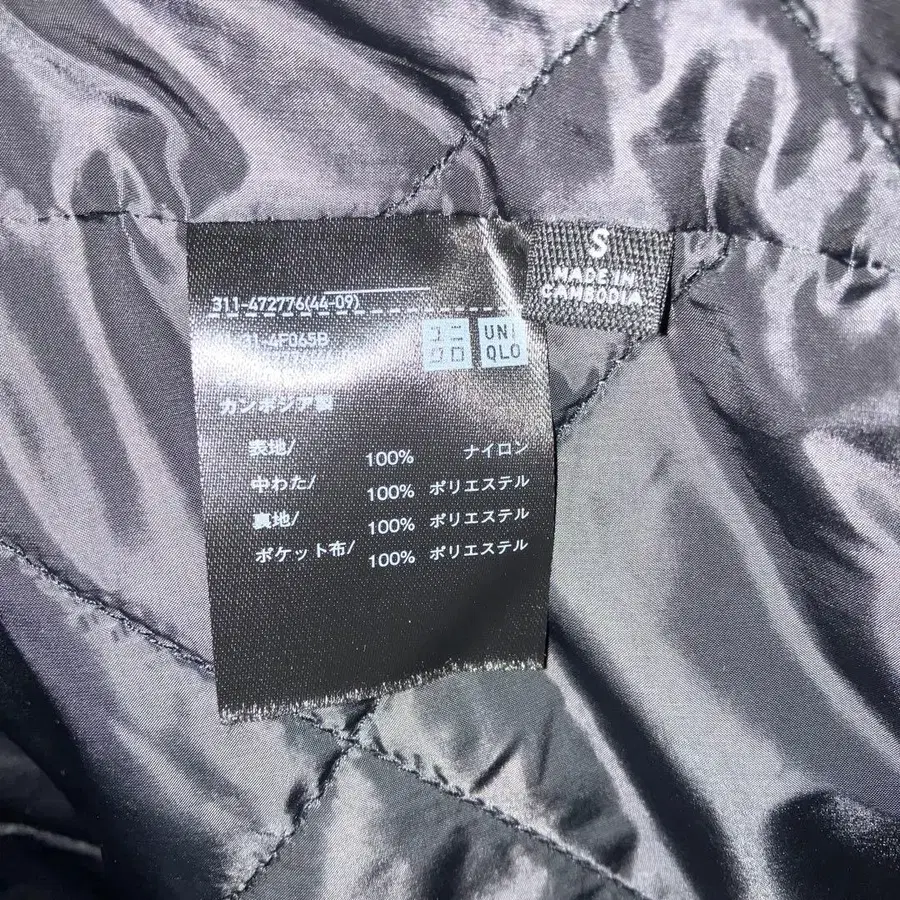 311-472776(44-09)
31-4F065B
ユニ
クロ
UNI
QLO
カンボジア製
表地/ 100% ナイロン
中わた/ 100% ポリエステル
裏地/ 100% ポリエステル
ポケット布/ 100% ポリエステル
S
MADE IN
CAMBODIA